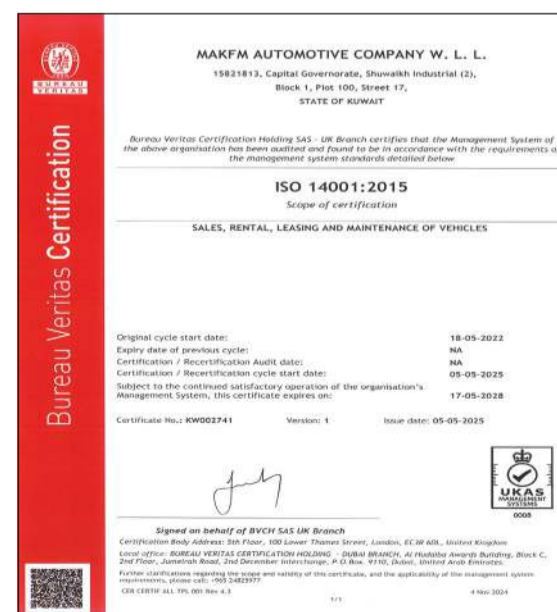 BUREAU
VERITAS
Bureau Veritas Certification
MAKFM AUTOMOTIVE COMPANY W. L. L.
15821813, Capital Governorate, Shuwaikh Industrial (2),
Block 1, Plot 100, Street 17,
STATE OF KUWAIT
Bureau Veritas Certification Holding SAS - UK Branch certifies that the Management System of
the above organisation has been audited and found to be in accordance with the requirements o
the management system standards detailed below
ISO 14001:2015
Scope of certification
SALES, RENTAL, LEASING AND MAINTENANCE OF VEHICLES
Original cycle start date: 18-05-2022
Expiry date of previous cycle: NA
Certification / Recertification Audit date: NA
Certification / Recertification cycle start date: 05-05-2025
Subject to the continued satisfactory operation of the organisation's
Management System, this certificate expires on: 17-05-2028
Certificate No.: KW002741 Version: 1 Issue date: 05-05-2025
UKAS
MANAGEMENT
SYSTEMS
0008
Signed on behalf of BVCH SAS UK Branch
Certification Body Address: 5th Floor, 100 Lower Thames Street, London, EC3R 6DL, United Kingdom
Local office: BUREAU VERITAS CERTIFICATION HOLDING - DUBAI BRANCH, Al Hudaiba Awards Building, Block C,
2nd Floor, Jumeirah Road, 2nd December Interchange, P.O. Box. 9110, Dubai, United Arab Emirates.
Further clarifications regarding the scope and validity of this certificate, and the applicability of the management system
requirements, please call: +965 24825977
CER CERTIF ALL TPL 001 Rev 4.3 4 Nov 2024
1/1